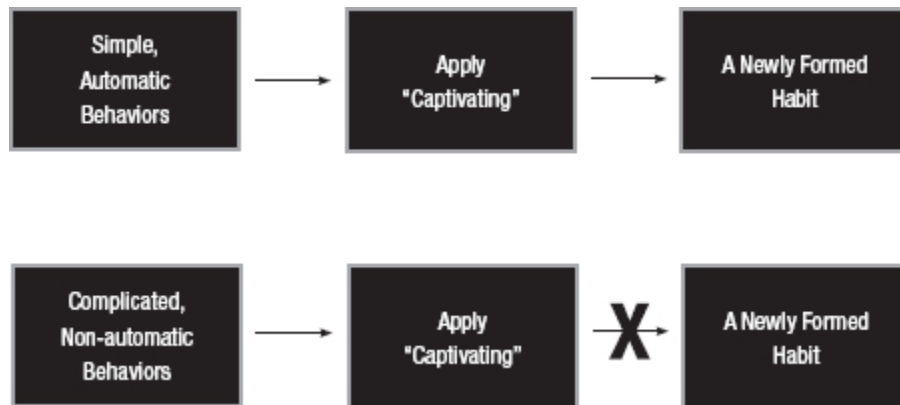 Simple,
Automatic
Behaviors
Apply
“Captivating”
A Newly Formed
Habit
Complicated,
Non-automatic
Behaviors
Apply
“Captivating”
X
A Newly Formed
Habit